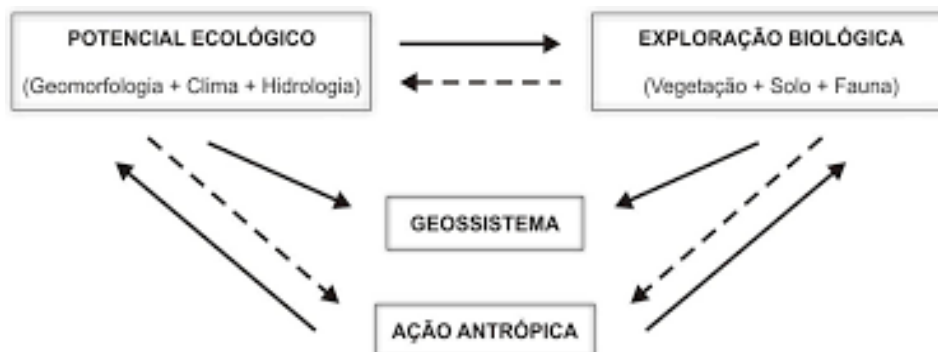 POTENCIAL ECOLÓGICO
(Geomorfologia + Clima + Hidrologia)
EXPLORAÇÃO BIOLÓGICA
(Vegetação + Solo + Fauna)
GEOSSISTEMA
AÇÃO ANTRÓPICA